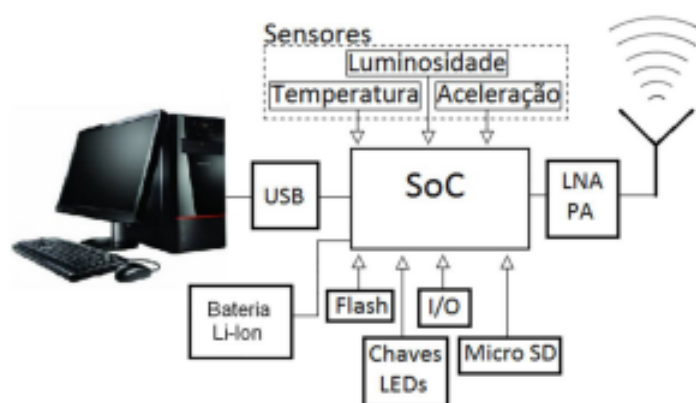 Sensores
Luminosidade
Temperatura
Aceleração
SoC
USB
LNA
PA
Bateria
Li-Ion
Flash
I/O
Chaves
LEDs
Micro SD